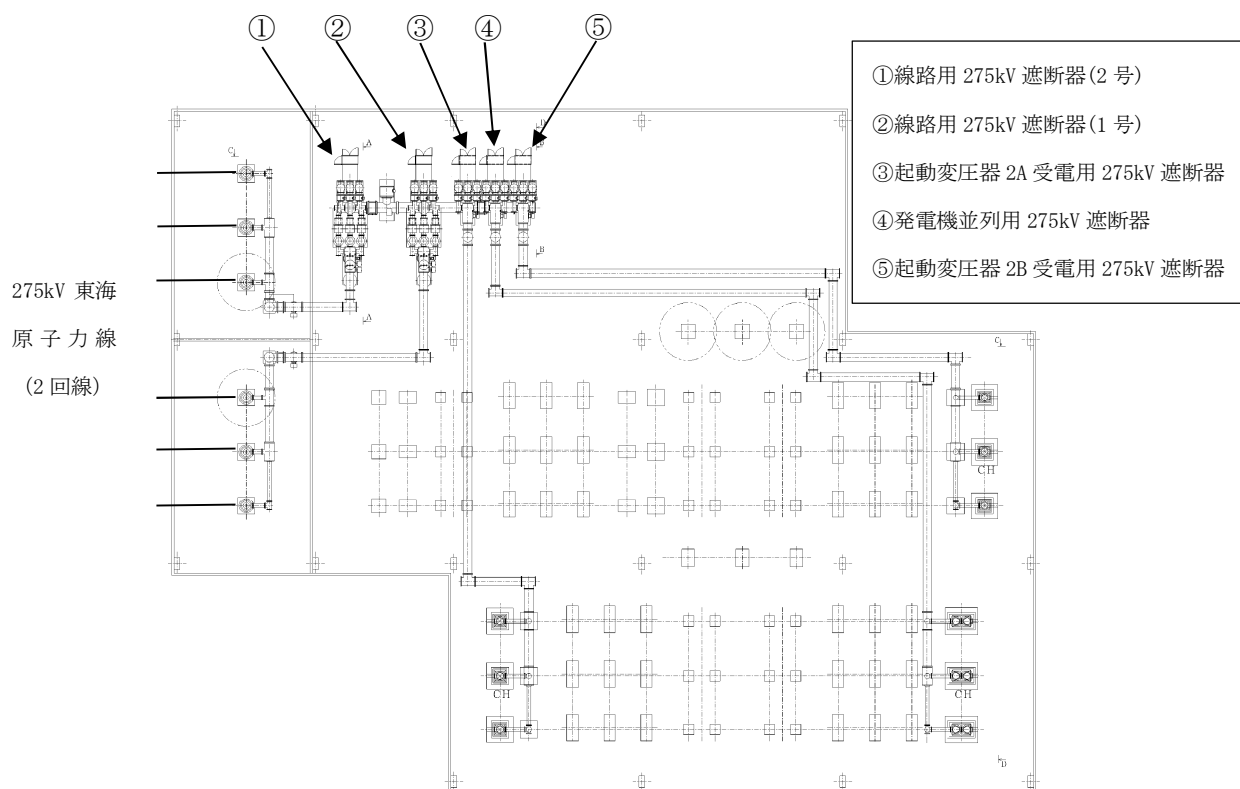 ① ② ③ ④ ⑤
①線路用 275kV 遮断器(2 号)
②線路用 275kV 遮断器(1 号)
③起動変圧器 2A 受電用 275kV 遮断器
④発電機並列用 275kV 遮断器
⑤起動変圧器 2B 受電用 275kV 遮断器
A
D
B
C
B
275kV 東海
原子力線
(2 回線)
A
C
CH
CH
CH
D